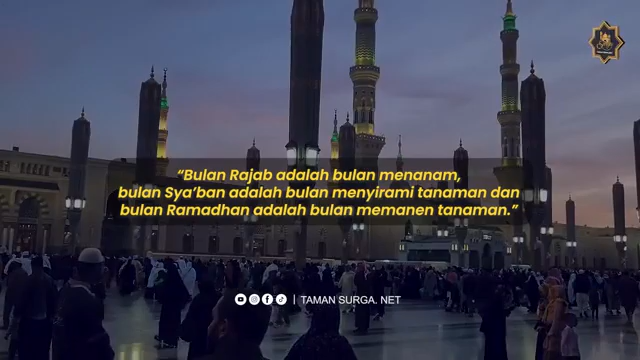 “Bulan Rajab adalah bulan menanam,
bulan Sya’ban adalah bulan menyirami tanaman dan
bulan Ramadhan adalah bulan memanen tanaman.”
| TAMAN SURGA. NET